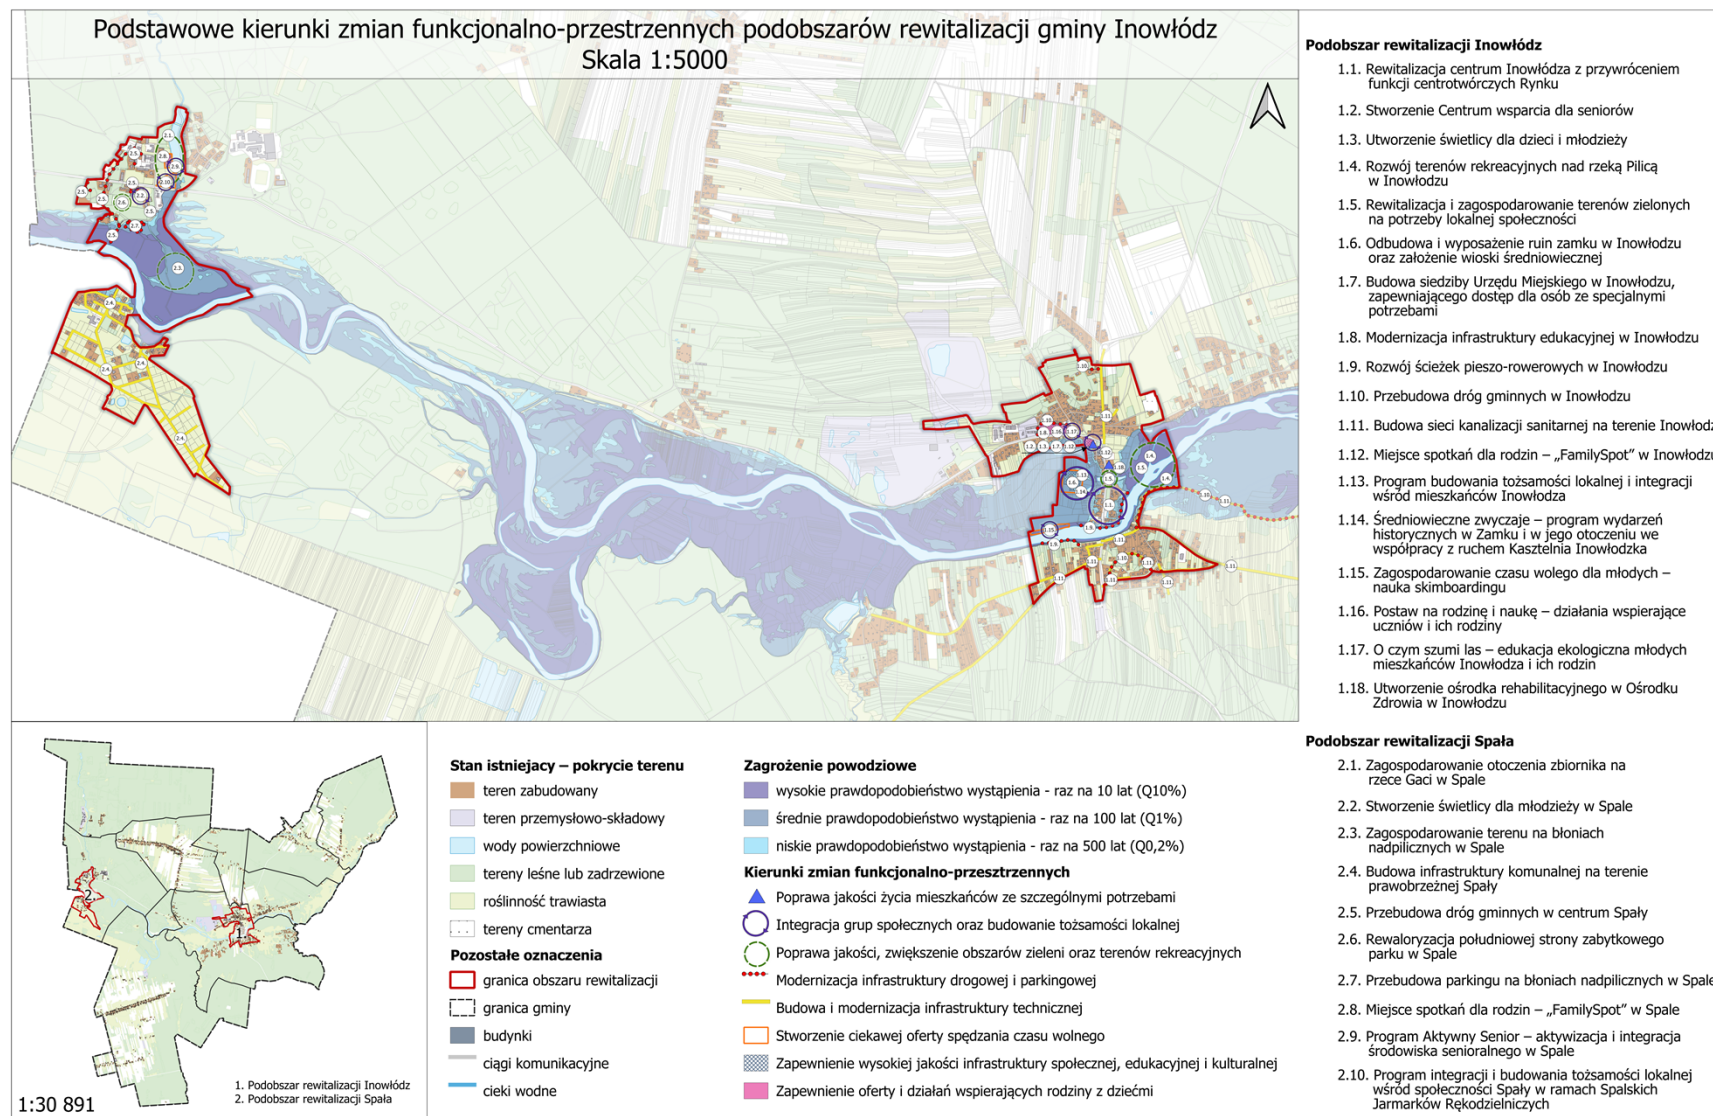 Podstawowe kierunki zmian funkcjonalno-przestrzennych podobszarów rewitalizacji gminy Inowłódz
Skala 1:5000
Podobszar rewitalizacji Inowłódz
1.1. Rewitalizacja centrum Inowłódza z przywróceniem
funkcji centrotwórczych Rynku
1.2. Stworzenie Centrum wsparcia dla seniorów
1.3. Utworzenie świetlicy dla dzieci i młodzieży
1.4. Rozwój terenów rekreacyjnych nad rzeką Pilicą
w Inowłodzu
1.5. Rewitalizacja i zagospodarowanie terenów zielonych
na potrzeby lokalnej społeczności
1.6. Odbudowa i wyposażenie ruin zamku w Inowłodzu
oraz założenie wioski średniowiecznej
1.7. Budowa siedziby Urzędu Miejskiego w Inowłodzu,
zapewniającego dostęp dla osób ze specjalnymi
potrzebami
1.8. Modernizacja infrastruktury edukacyjnej w Inowłodzu
1.9. Rozwój ścieżek pieszo-rowerowych w Inowłodzu
1.10. Przebudowa dróg gminnych w Inowłodzu
1.11. Budowa sieci kanalizacji sanitarnej na terenie Inowłodz
1.12. Miejsce spotkań dla rodzin – „FamilySpot” w Inowłodzu
1.13. Program budowania tożsamości lokalnej i integracji
wśród mieszkańców Inowłodza
1.14. Średniowieczne zwyczaje – program wydarzeń
historycznych w Zamku i w jego otoczeniu we
współpracy z ruchem Kasztelnia Inowłodzka
1.15. Zagospodarowanie czasu wolego dla młodych –
nauka skimboardingu
1.16. Postaw na rodzinę i naukę – działania wspierające
uczniów i ich rodziny
1.17. O czym szumi las – edukacja ekologiczna młodych
mieszkańców Inowłodza i ich rodzin
1.18. Utworzenie ośrodka rehabilitacyjnego w Ośrodku
Zdrowia w Inowłodzu
Podobszar rewitalizacji Spała
2.1. Zagospodarowanie otoczenia zbiornika na
rzece Gaci w Spale
2.2. Stworzenie świetlicy dla młodzieży w Spale
2.3. Zagospodarowanie terenu na błoniach
nadpilicznych w Spale
2.4. Budowa infrastruktury komunalnej na terenie
prawobrzeżnej Spały
2.5. Przebudowa dróg gminnych w centrum Spały
2.6. Rewaloryzacja południowej strony zabytkowego
parku w Spale
2.7. Przebudowa parkingu na błoniach nadpilicznych w Spale
2.8. Miejsce spotkań dla rodzin – „FamilySpot” w Spale
2.9. Program Aktywny Senior – aktywizacja i integracja
środowiska senioralnego w Spale
2.10. Program integracji i budowania tożsamości lokalnej
wśród społeczności Spały w ramach Spalskich
Jarmarków Rękodzielniczych
Stan istniejacy – pokrycie terenu
teren zabudowany
teren przemysłowo-składowy
wody powierzchniowe
tereny leśne lub zadrzewione
roślinność trawiasta
tereny cmentarza
Pozostałe oznaczenia
granica obszaru rewitalizacji
granica gminy
budynki
ciągi komunikacyjne
cieki wodne
Zagrożenie powodziowe
wysokie prawdopodobieństwo wystąpienia - raz na 10 lat (Q10%)
średnie prawdopodobieństwo wystąpienia - raz na 100 lat (Q1%)
niskie prawdopodobieństwo wystąpienia - raz na 500 lat (Q0,2%)
Kierunki zmian funkcjonalno-przesztrzennych
Poprawa jakości życia mieszkańców ze szczególnymi potrzebami
Integracja grup społecznych oraz budowanie tożsamości lokalnej
Poprawa jakości, zwiększenie obszarów zieleni oraz terenów rekreacyjnych
Modernizacja infrastruktury drogowej i parkingowej
Budowa i modernizacja infrastruktury technicznej
Stworzenie ciekawej oferty spędzania czasu wolnego
Zapewnienie wysokiej jakości infrastruktury społecznej, edukacyjnej i kulturalnej
Zapewnienie oferty i działań wspierających rodziny z dziećmi
2.
1.
1. Podobszar rewitalizacji Inowłódz
2. Podobszar rewitalizacji Spała
1:30 891